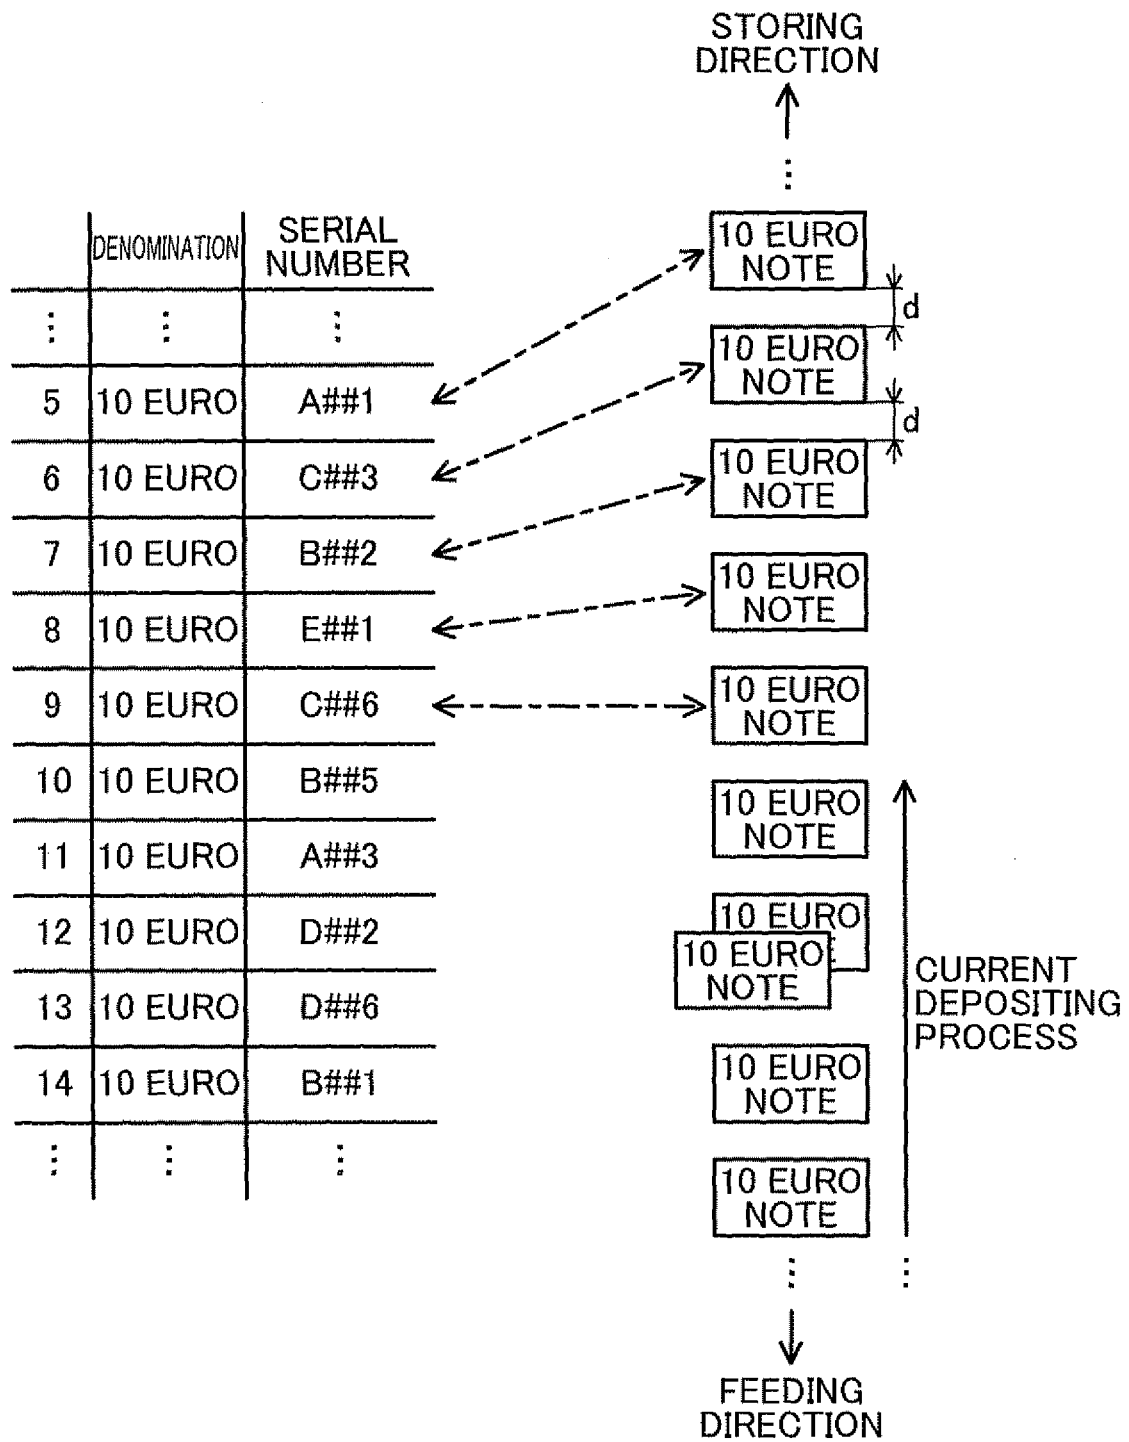 STORING
DIRECTION
⋮
DENOMINATION SERIAL
NUMBER
⋮ ⋮ ⋮
5 10 EURO A##1
6 10 EURO C##3
7 10 EURO B##2
8 10 EURO E##1
9 10 EURO C##6
10 10 EURO B##5
11 10 EURO A##3
12 10 EURO D##2
13 10 EURO D##6
14 10 EURO B##1
⋮ ⋮ ⋮
10 EURO
NOTE
d
10 EURO
NOTE
d
10 EURO
NOTE
10 EURO
NOTE
10 EURO
NOTE
10 EURO
NOTE
10 EURO
10 EURO
NOTE
10 EURO
NOTE
10 EURO
NOTE
⋮ ⋮
CURRENT
DEPOSITING
PROCESS
FEEDING
DIRECTION